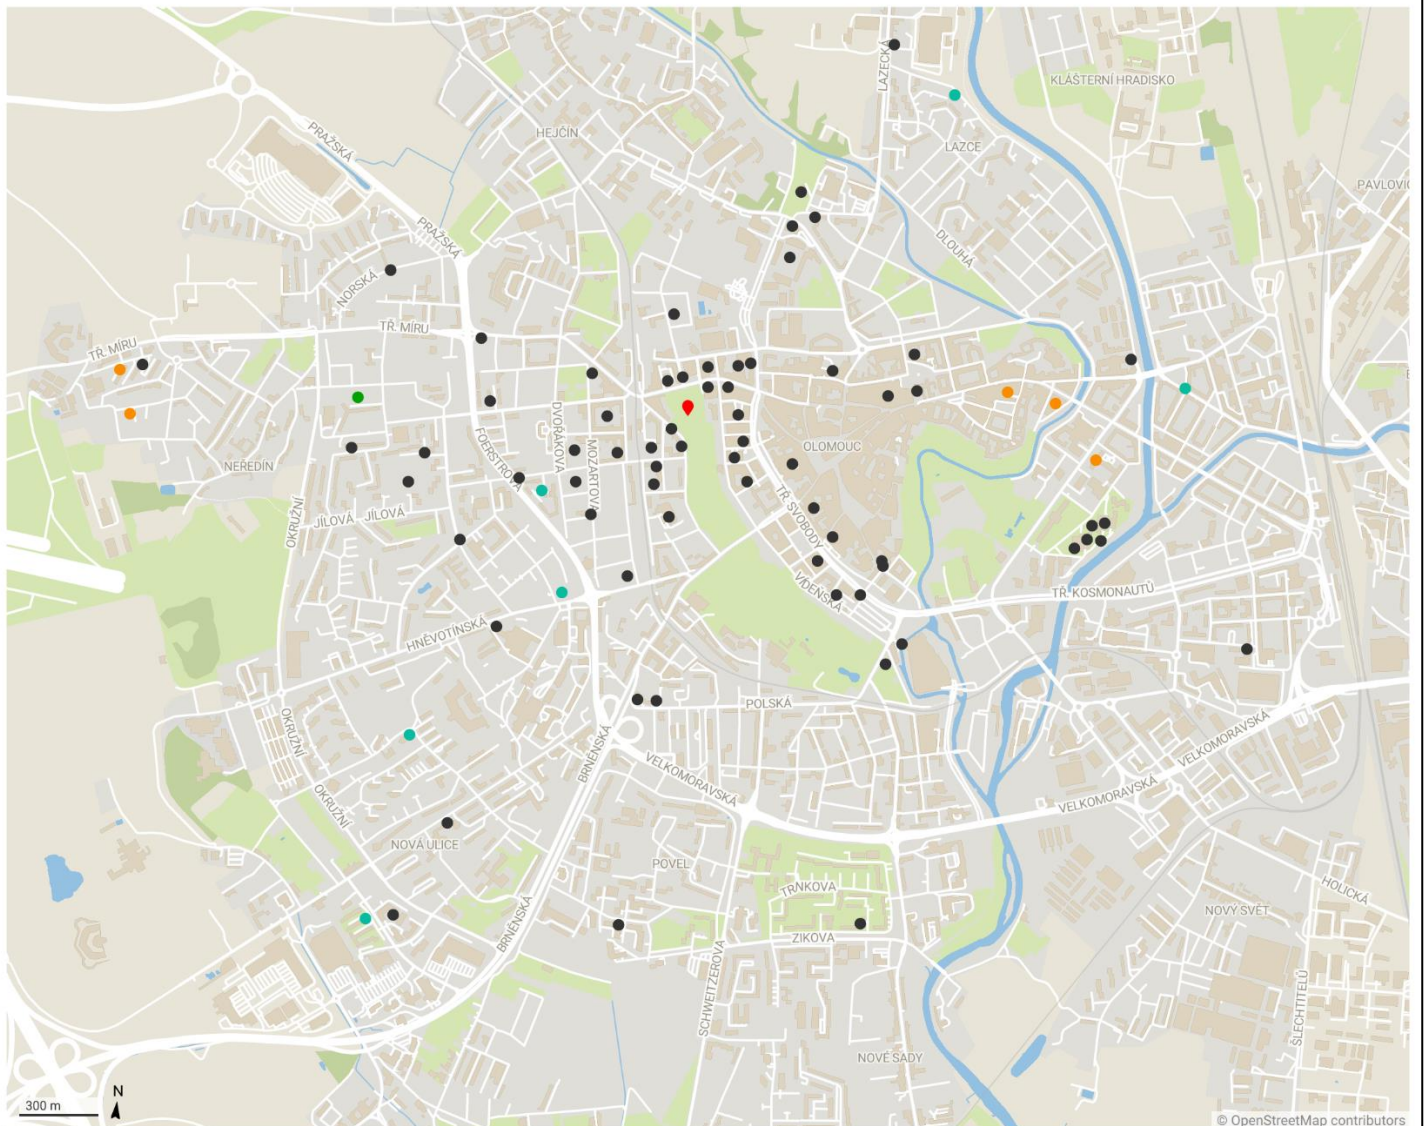 LAZECKÁ
KLÁŠTERNÍ HRADISKO
PRAŽSKÁ
HEJČÍN
LAZCE
PAVLOVIC
PRAŽSKÁ
DLOUHÁ
NORSKÁ
TŘ. MÍRU
TŘ. MÍRU
DVOŘÁKOVA
MOZARTOVA
FOERSTROVA
OLOMOUC
NEŘEDÍN
OKRUŽNÍ
JÍLOVÁ
JÍLOVÁ
TŘ. SVOBODY
VÍDEŇSKÁ
TŘ. KOSMONAUTŮ
HNĚVOTÍNSKÁ
OKRUŽNÍ
POLSKÁ
BRNĚNSKÁ
VELKOMORAVSKÁ
VELKOMORAVSKÁ
VELKOMORAVSKÁ
OKRUŽNÍ
NOVÁ ULICE
POVEL
TRNKOVA
HOLICKÁ
NOVÝ SVĚT
BRNĚNSKÁ
ZIKOVA
SCHWEITZEROVA
ŠLECHTITELŮ
NOVÉ SADY
N
300 m
© OpenStreetMap contributors